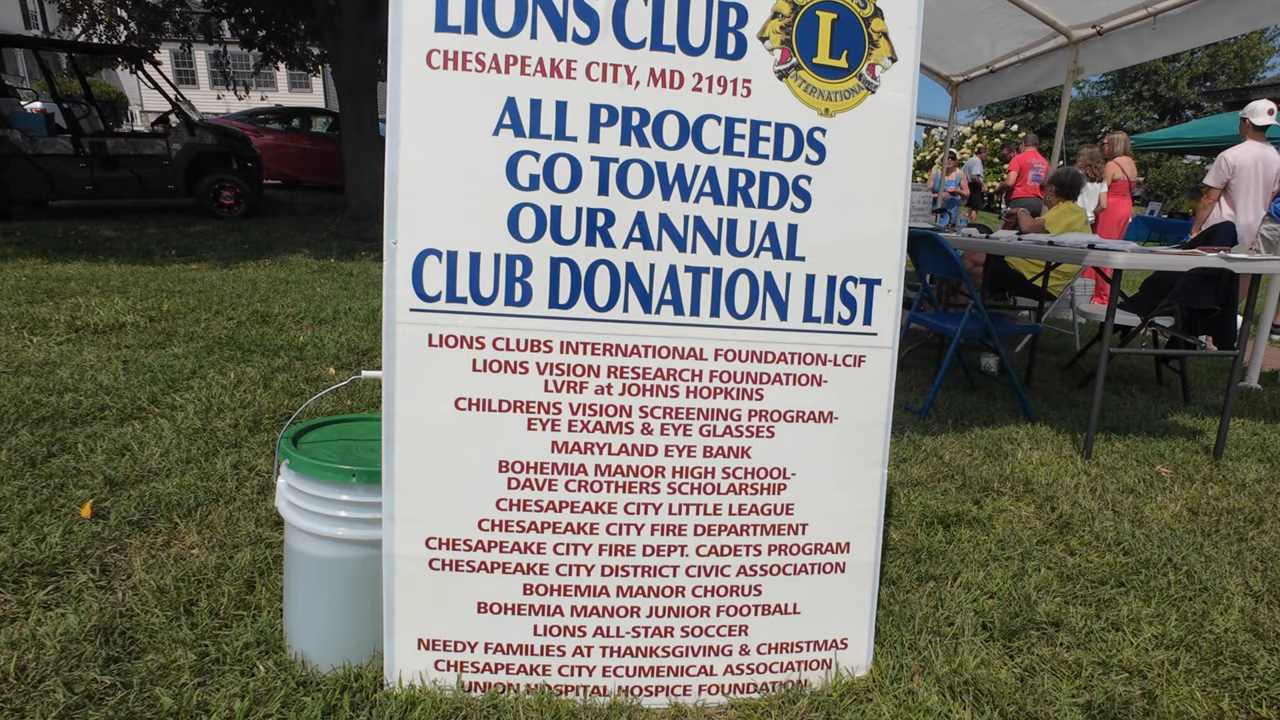 LIONS CLUB
CHESAPEAKE CITY, MD 21915
LIONS
L
INTERNATIONAL
ALL PROCEEDS
GO TOWARDS
OUR ANNUAL
CLUB DONATION LIST
LIONS CLUBS INTERNATIONAL FOUNDATION-LCIF
LIONS VISION RESEARCH FOUNDATION-
LVRF at JOHNS HOPKINS
CHILDRENS VISION SCREENING PROGRAM-
EYE EXAMS & EYE GLASSES
MARYLAND EYE BANK
BOHEMIA MANOR HIGH SCHOOL-
DAVE CROTHERS SCHOLARSHIP
CHESAPEAKE CITY LITTLE LEAGUE
CHESAPEAKE CITY FIRE DEPARTMENT
CHESAPEAKE CITY FIRE DEPT. CADETS PROGRAM
CHESAPEAKE CITY DISTRICT CIVIC ASSOCIATION
BOHEMIA MANOR CHORUS
BOHEMIA MANOR JUNIOR FOOTBALL
LIONS ALL-STAR SOCCER
NEEDY FAMILIES AT THANKSGIVING & CHRISTMAS
CHESAPEAKE CITY ECUMENICAL ASSOCIATION
UNION HOSPITAL HOSPICE FOUNDATION